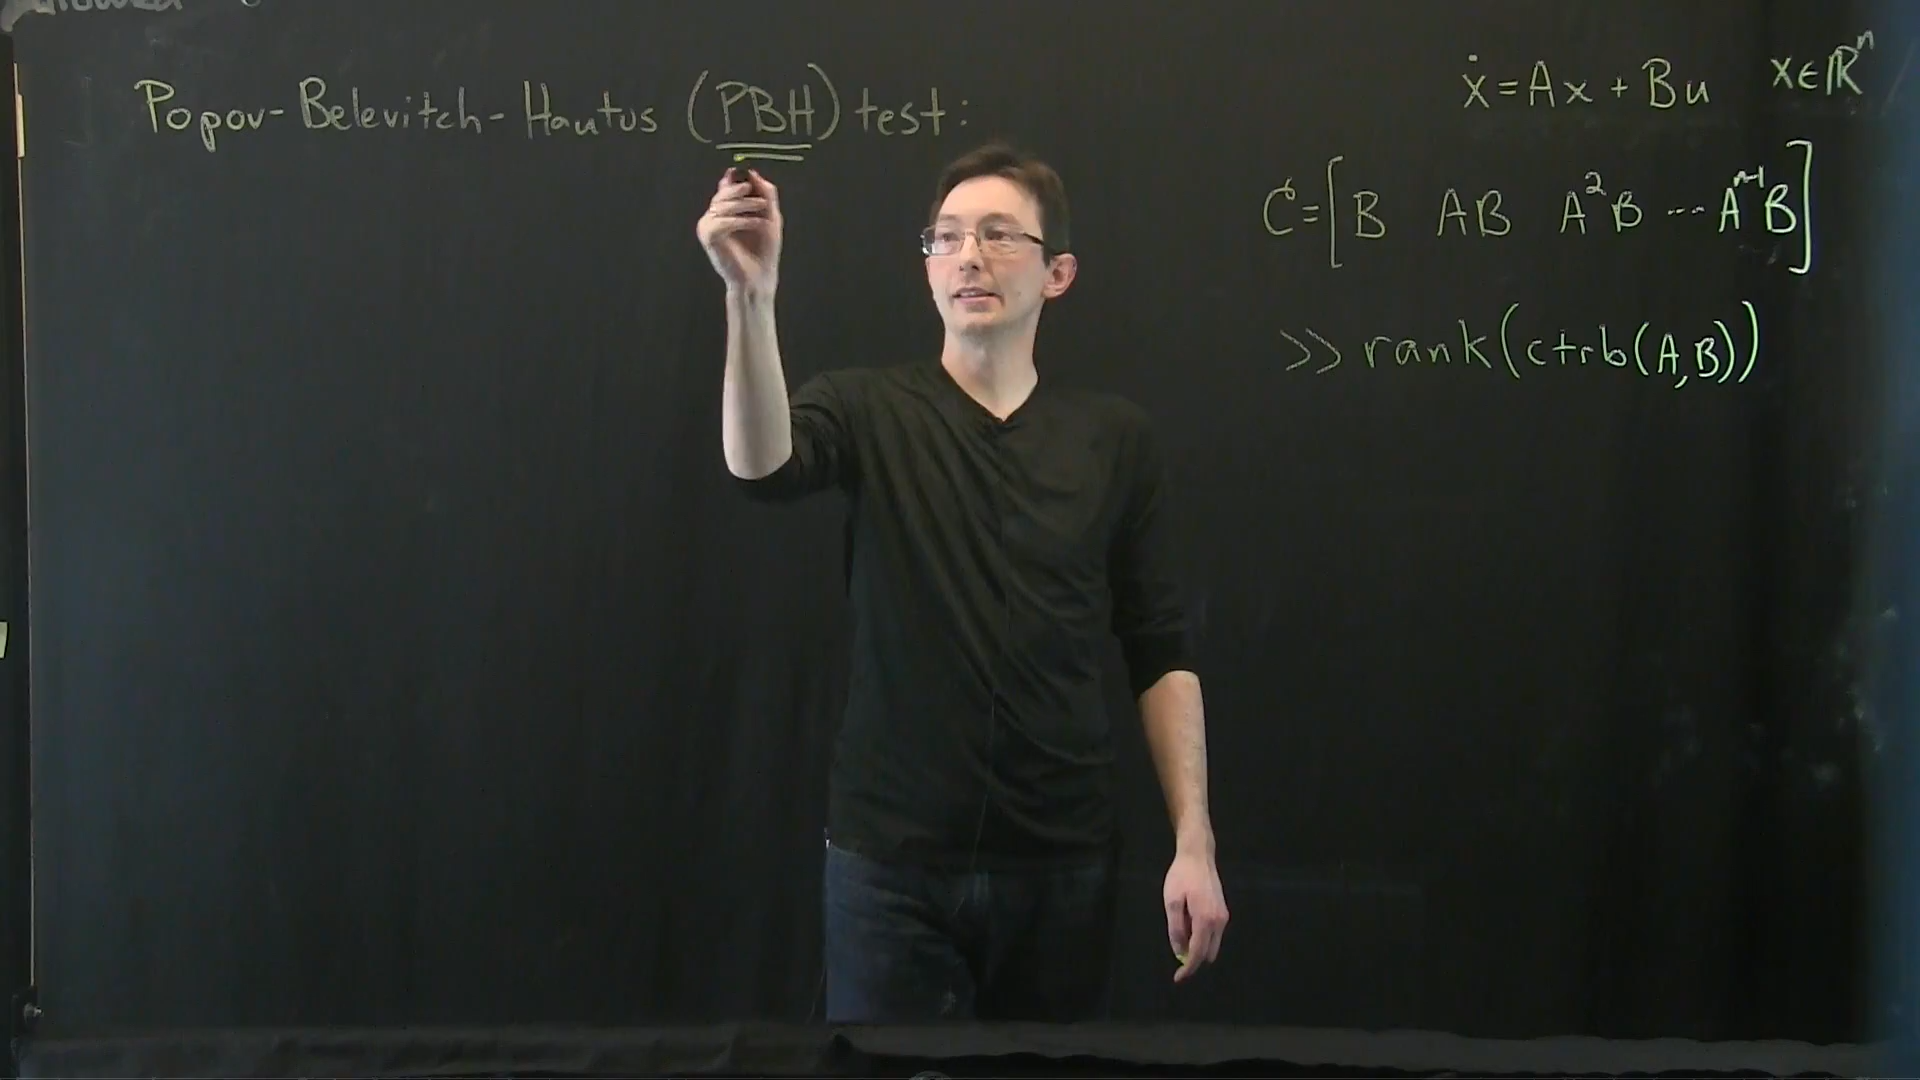 Popov-Belevitch-Hautus (PBH) test:
ẋ = Ax + Bu x∈ℝⁿ
C = [B AB A²B ... Aⁿ⁻¹B]
>> rank(ctrb(A,B))